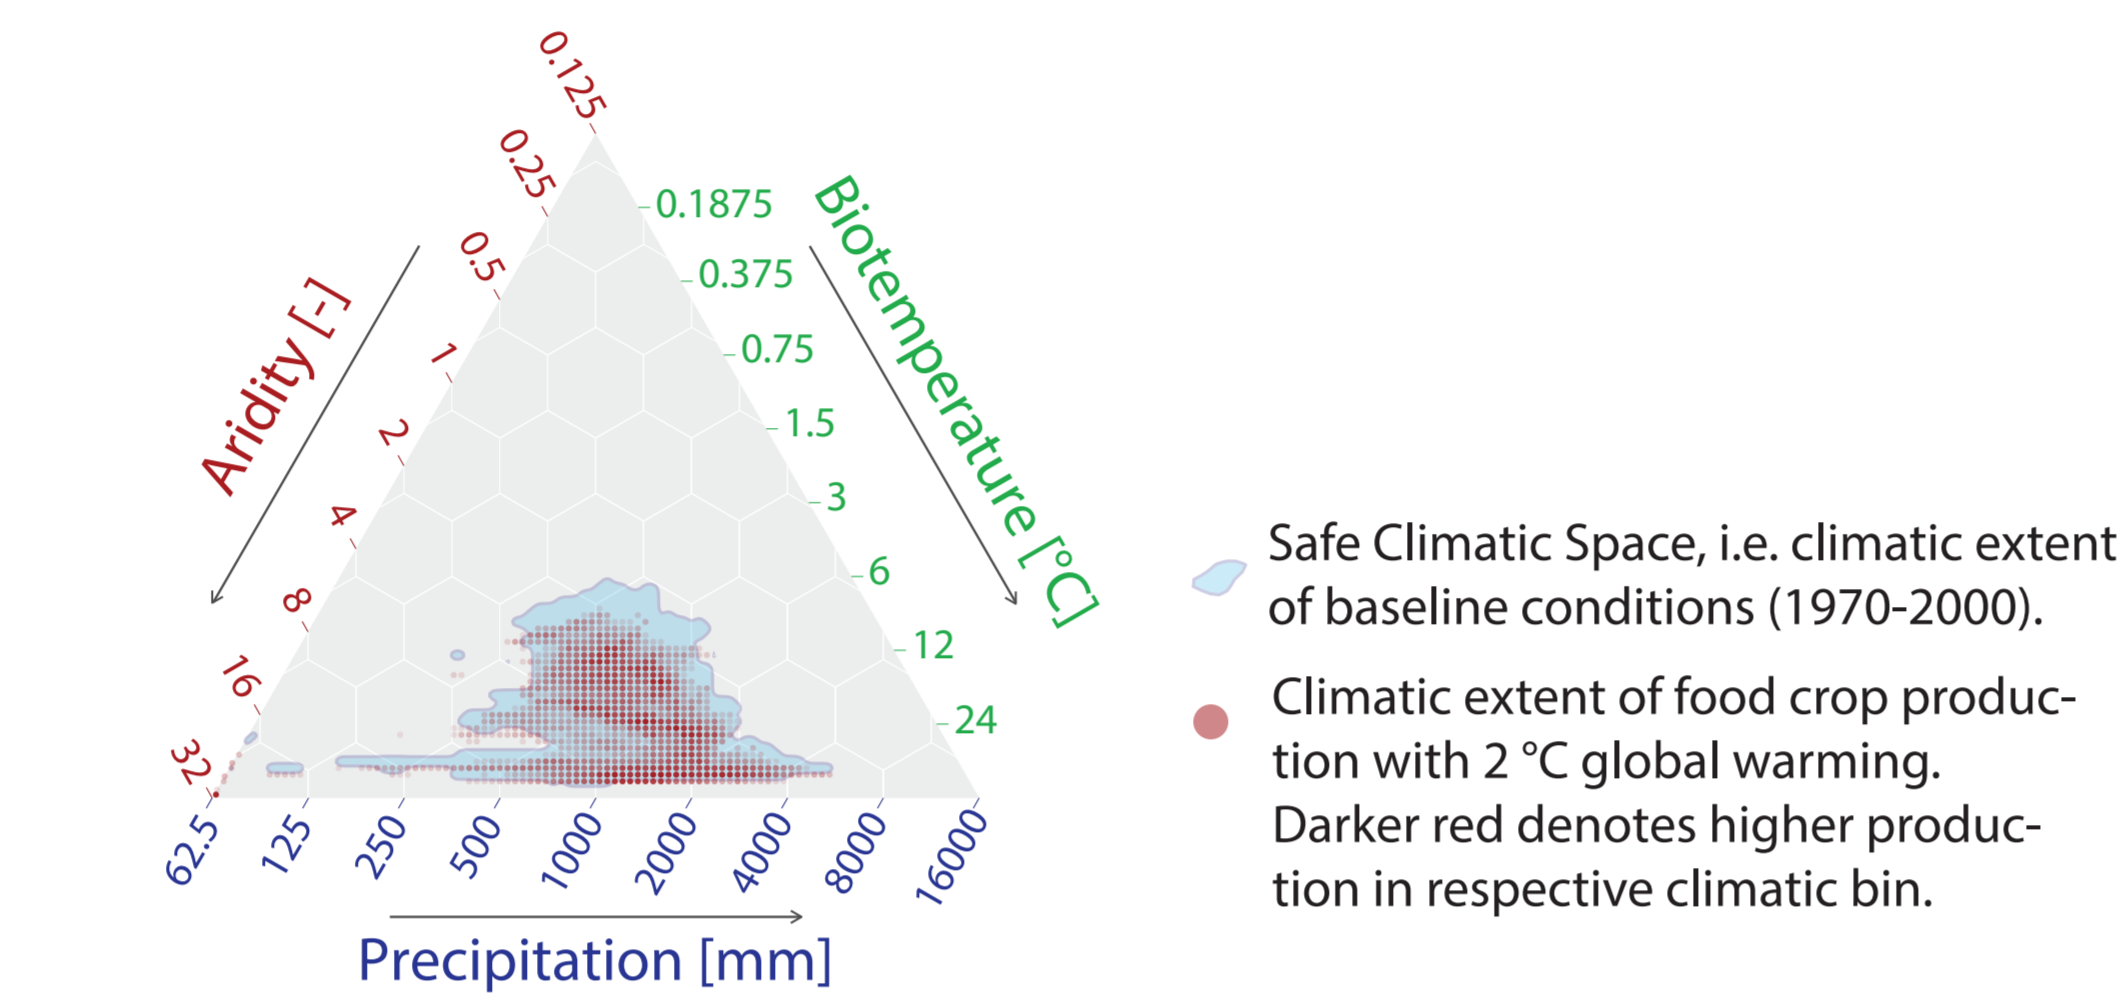 0.125
0.25
0.5
1
2
4
8
16
32
Aridity [-]
0.1875
0.375
0.75
1.5
3
6
12
24
Biotemperature [°C]
62.5
125
250
500
1000
2000
4000
8000
16000
Precipitation [mm]
Safe Climatic Space, i.e. climatic extent
of baseline conditions (1970-2000).
Climatic extent of food crop produc-
tion with 2 °C global warming.
Darker red denotes higher produc-
tion in respective climatic bin.